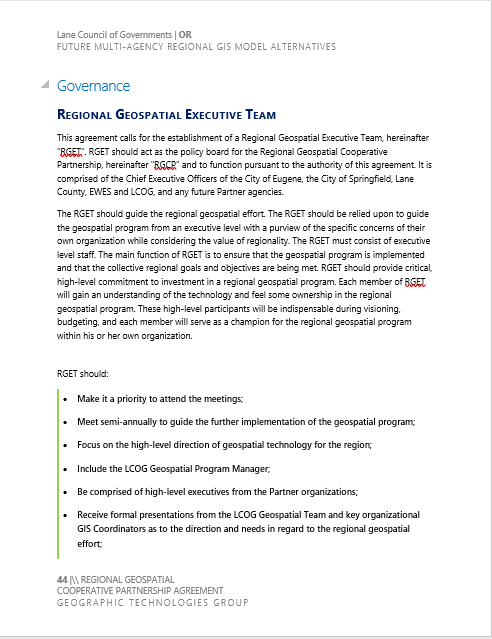 Lane Council of Governments | OR
FUTURE MULTI-AGENCY REGIONAL GIS MODEL ALTERNATIVES
Governance
REGIONAL GEOSPATIAL EXECUTIVE TEAM
This agreement calls for the establishment of a Regional Geospatial Executive Team, hereinafter
"RGET". RGET should act as the policy board for the Regional Geospatial Cooperative
Partnership, hereinafter "RGCP" and to function pursuant to the authority of this agreement. It is
comprised of the Chief Executive Officers of the City of Eugene, the City of Springfield, Lane
County, EWES and LCOG, and any future Partner agencies.
The RGET should guide the regional geospatial effort. The RGET should be relied upon to guide
the geospatial program from an executive level with a purview of the specific concerns of their
own organization while considering the value of regionality. The RGET must consist of executive
level staff. The main function of RGET is to ensure that the geospatial program is implemented
and that the collective regional goals and objectives are being met. RGET should provide critical,
high-level commitment to investment in a regional geospatial program. Each member of RGET
will gain an understanding of the technology and feel some ownership in the regional
geospatial program. These high-level participants will be indispensable during visioning,
budgeting, and each member will serve as a champion for the regional geospatial program
within his or her own organization.
RGET should:
• Make it a priority to attend the meetings;
• Meet semi-annually to guide the further implementation of the geospatial program;
• Focus on the high-level direction of geospatial technology for the region;
• Include the LCOG Geospatial Program Manager;
• Be comprised of high-level executives from the Partner organizations;
• Receive formal presentations from the LCOG Geospatial Team and key organizational
GIS Coordinators as to the direction and needs in regard to the regional geospatial
effort;
44 |\\ REGIONAL GEOSPATIAL
COOPERATIVE PARTNERSHIP AGREEMENT
GEOGRAPHIC TECHNOLOGIES GROUP